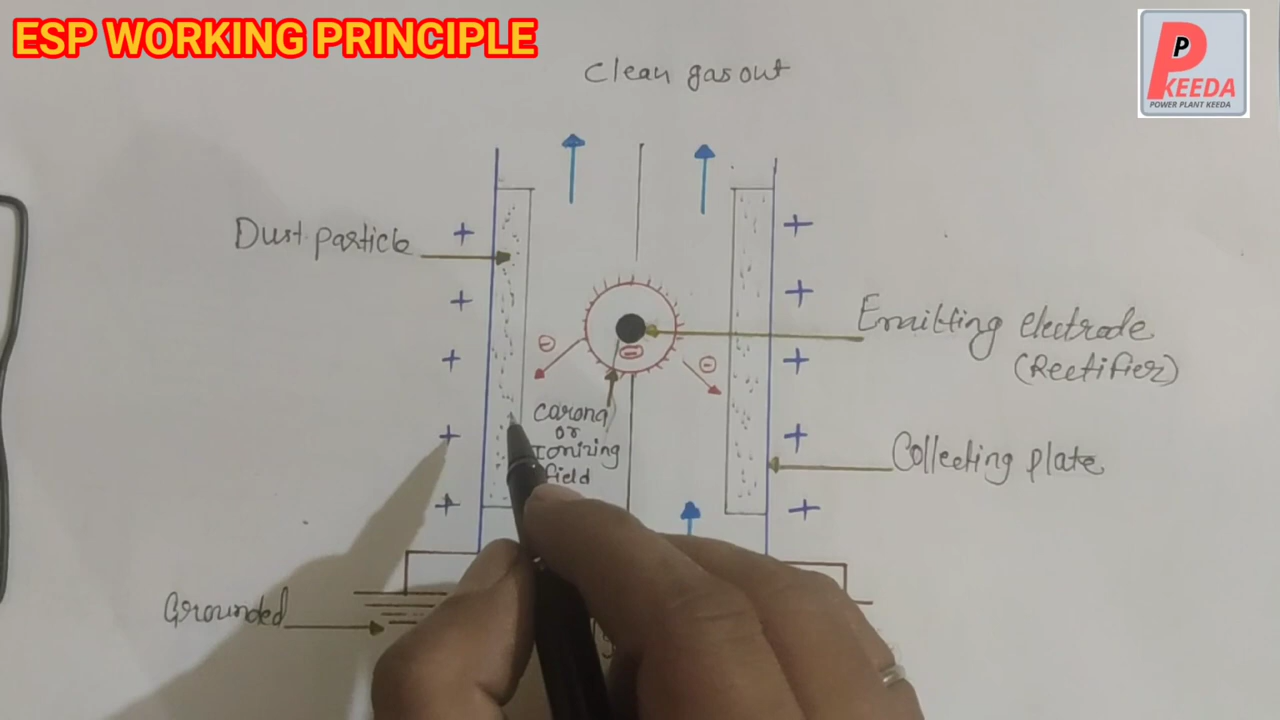 ESP WORKING PRINCIPLE
P
P
KEEDA
POWER PLANT KEEDA
Clean gas out
Dust particle
Emitting electrode
(Rectifier)
Carona
or
Ionizing
field
Collecting plate
Grounded